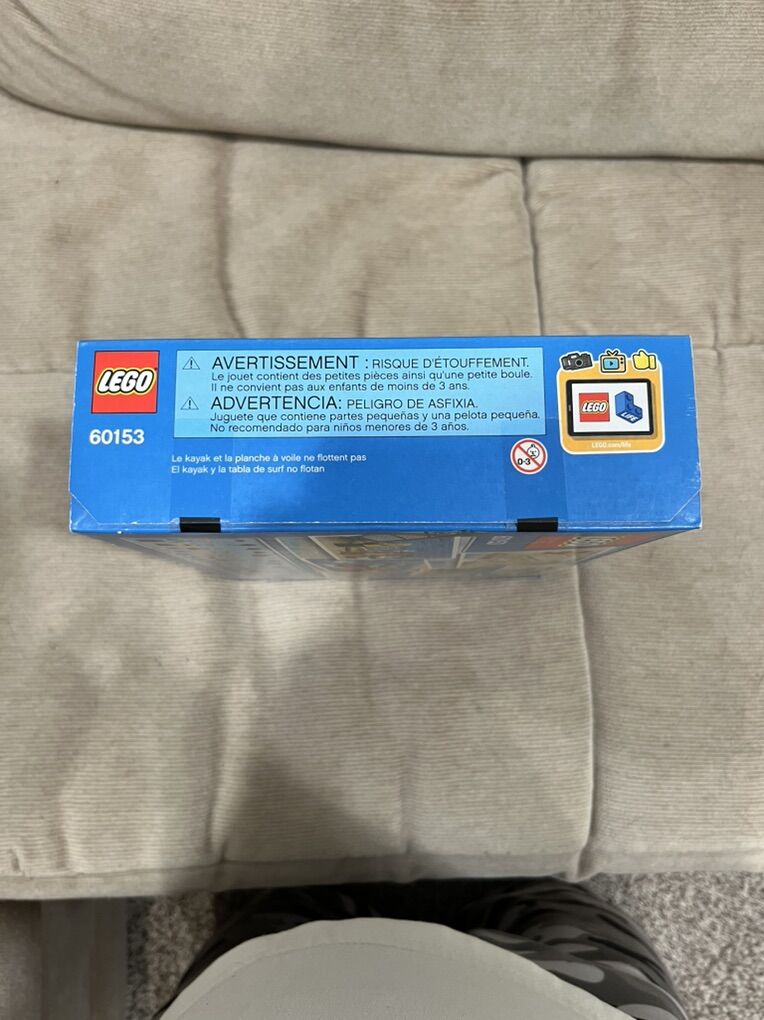 LEGO
60153
AVERTISSEMENT : RISQUE D'ÉTOUFFEMENT.
Le jouet contient des petites pièces ainsi qu'une petite boule.
Il ne convient pas aux enfants de moins de 3 ans.
ADVERTENCIA: PELIGRO DE ASFIXIA.
Juguete que contiene partes pequeñas y una pelota pequeña.
No recomendado para niños menores de 3 años.
Le kayak et la planche à voile ne flottent pas
El kayak y la tabla de surf no flotan
0-3
LEGO
LIFE
LEGO.com/life